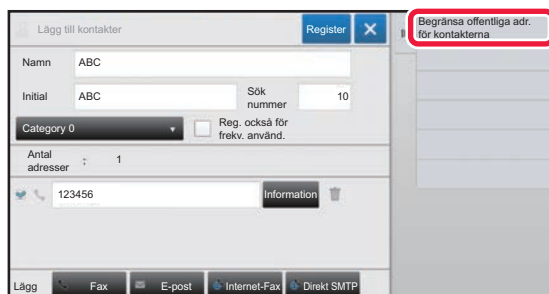 Lägg till kontakter
Register
Begränsa offentliga adr.
för kontakterna
Namn
ABC
Initial
ABC
Sök
nummer
10
Category 0
Reg. också för
frekv. använd.
Antal
adresser
:
1
123456
Information
Lägg
Fax
E-post
Internet-Fax
Direkt SMTP